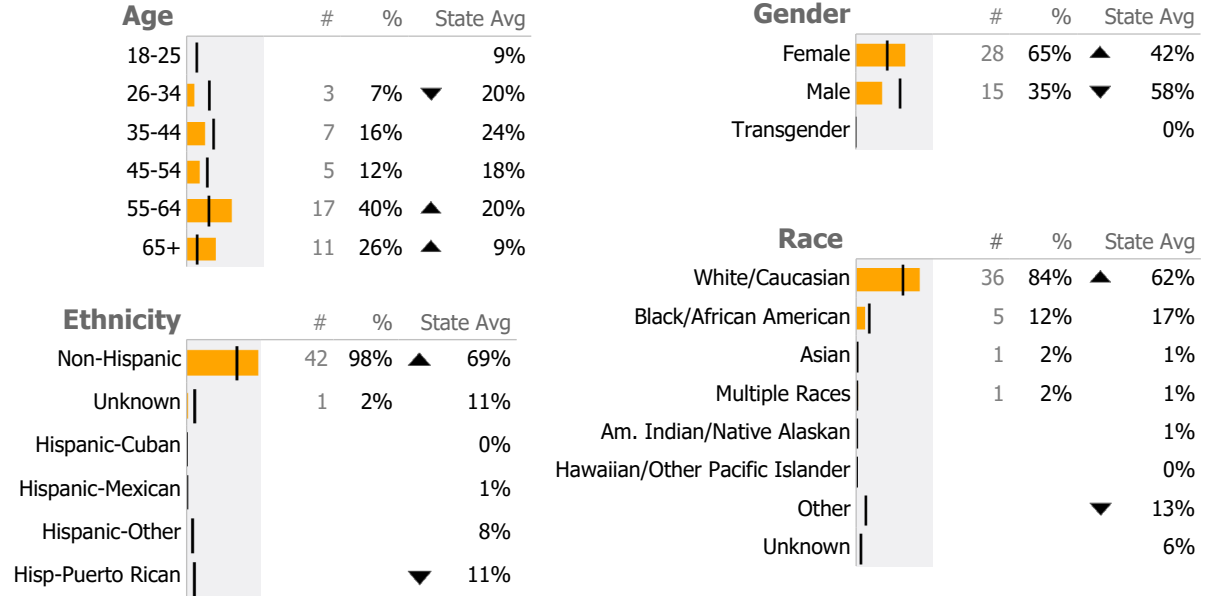 Age # % State Avg
18-25 9%
26-34 3 7% ▼ 20%
35-44 7 16% 24%
45-54 5 12% 18%
55-64 17 40% ▲ 20%
65+ 11 26% ▲ 9%
Ethnicity # % State Avg
Non-Hispanic 42 98% ▲ 69%
Unknown 1 2% 11%
Hispanic-Cuban 0%
Hispanic-Mexican 1%
Hispanic-Other 8%
Hisp-Puerto Rican ▼ 11%
Gender # % State Avg
Female 28 65% ▲ 42%
Male 15 35% ▼ 58%
Transgender 0%
Race # % State Avg
White/Caucasian 36 84% ▲ 62%
Black/African American 5 12% 17%
Asian 1 2% 1%
Multiple Races 1 2% 1%
Am. Indian/Native Alaskan 1%
Hawaiian/Other Pacific Islander 0%
Other ▼ 13%
Unknown 6%